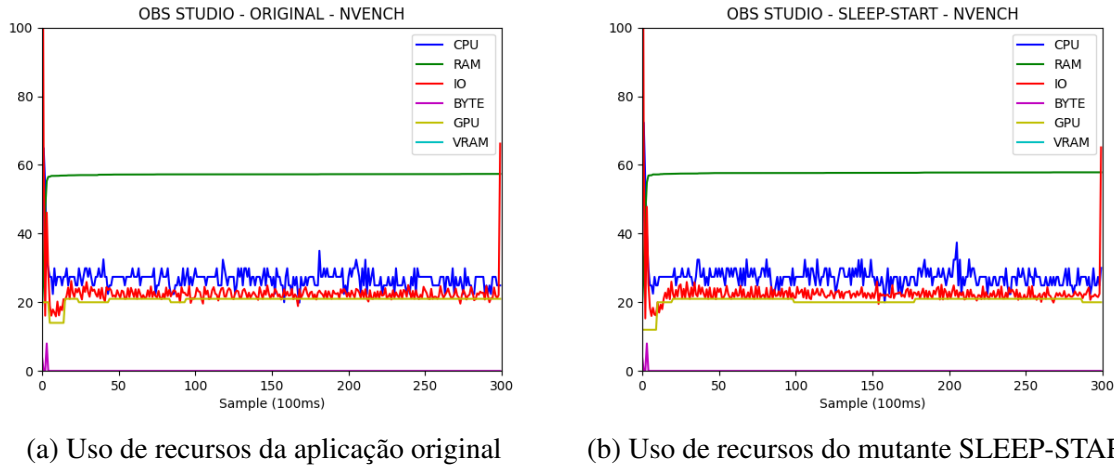 OBS STUDIO - ORIGINAL - NVENCH
100
80
60
40
20
0
CPU
RAM
IO
BYTE
GPU
VRAM
0 50 100 150 200 250 300
Sample (100ms)
(a) Uso de recursos da aplicação original
OBS STUDIO - SLEEP-START - NVENCH
100
80
60
40
20
0
CPU
RAM
IO
BYTE
GPU
VRAM
0 50 100 150 200 250 300
Sample (100ms)
(b) Uso de recursos do mutante SLEEP-STAR